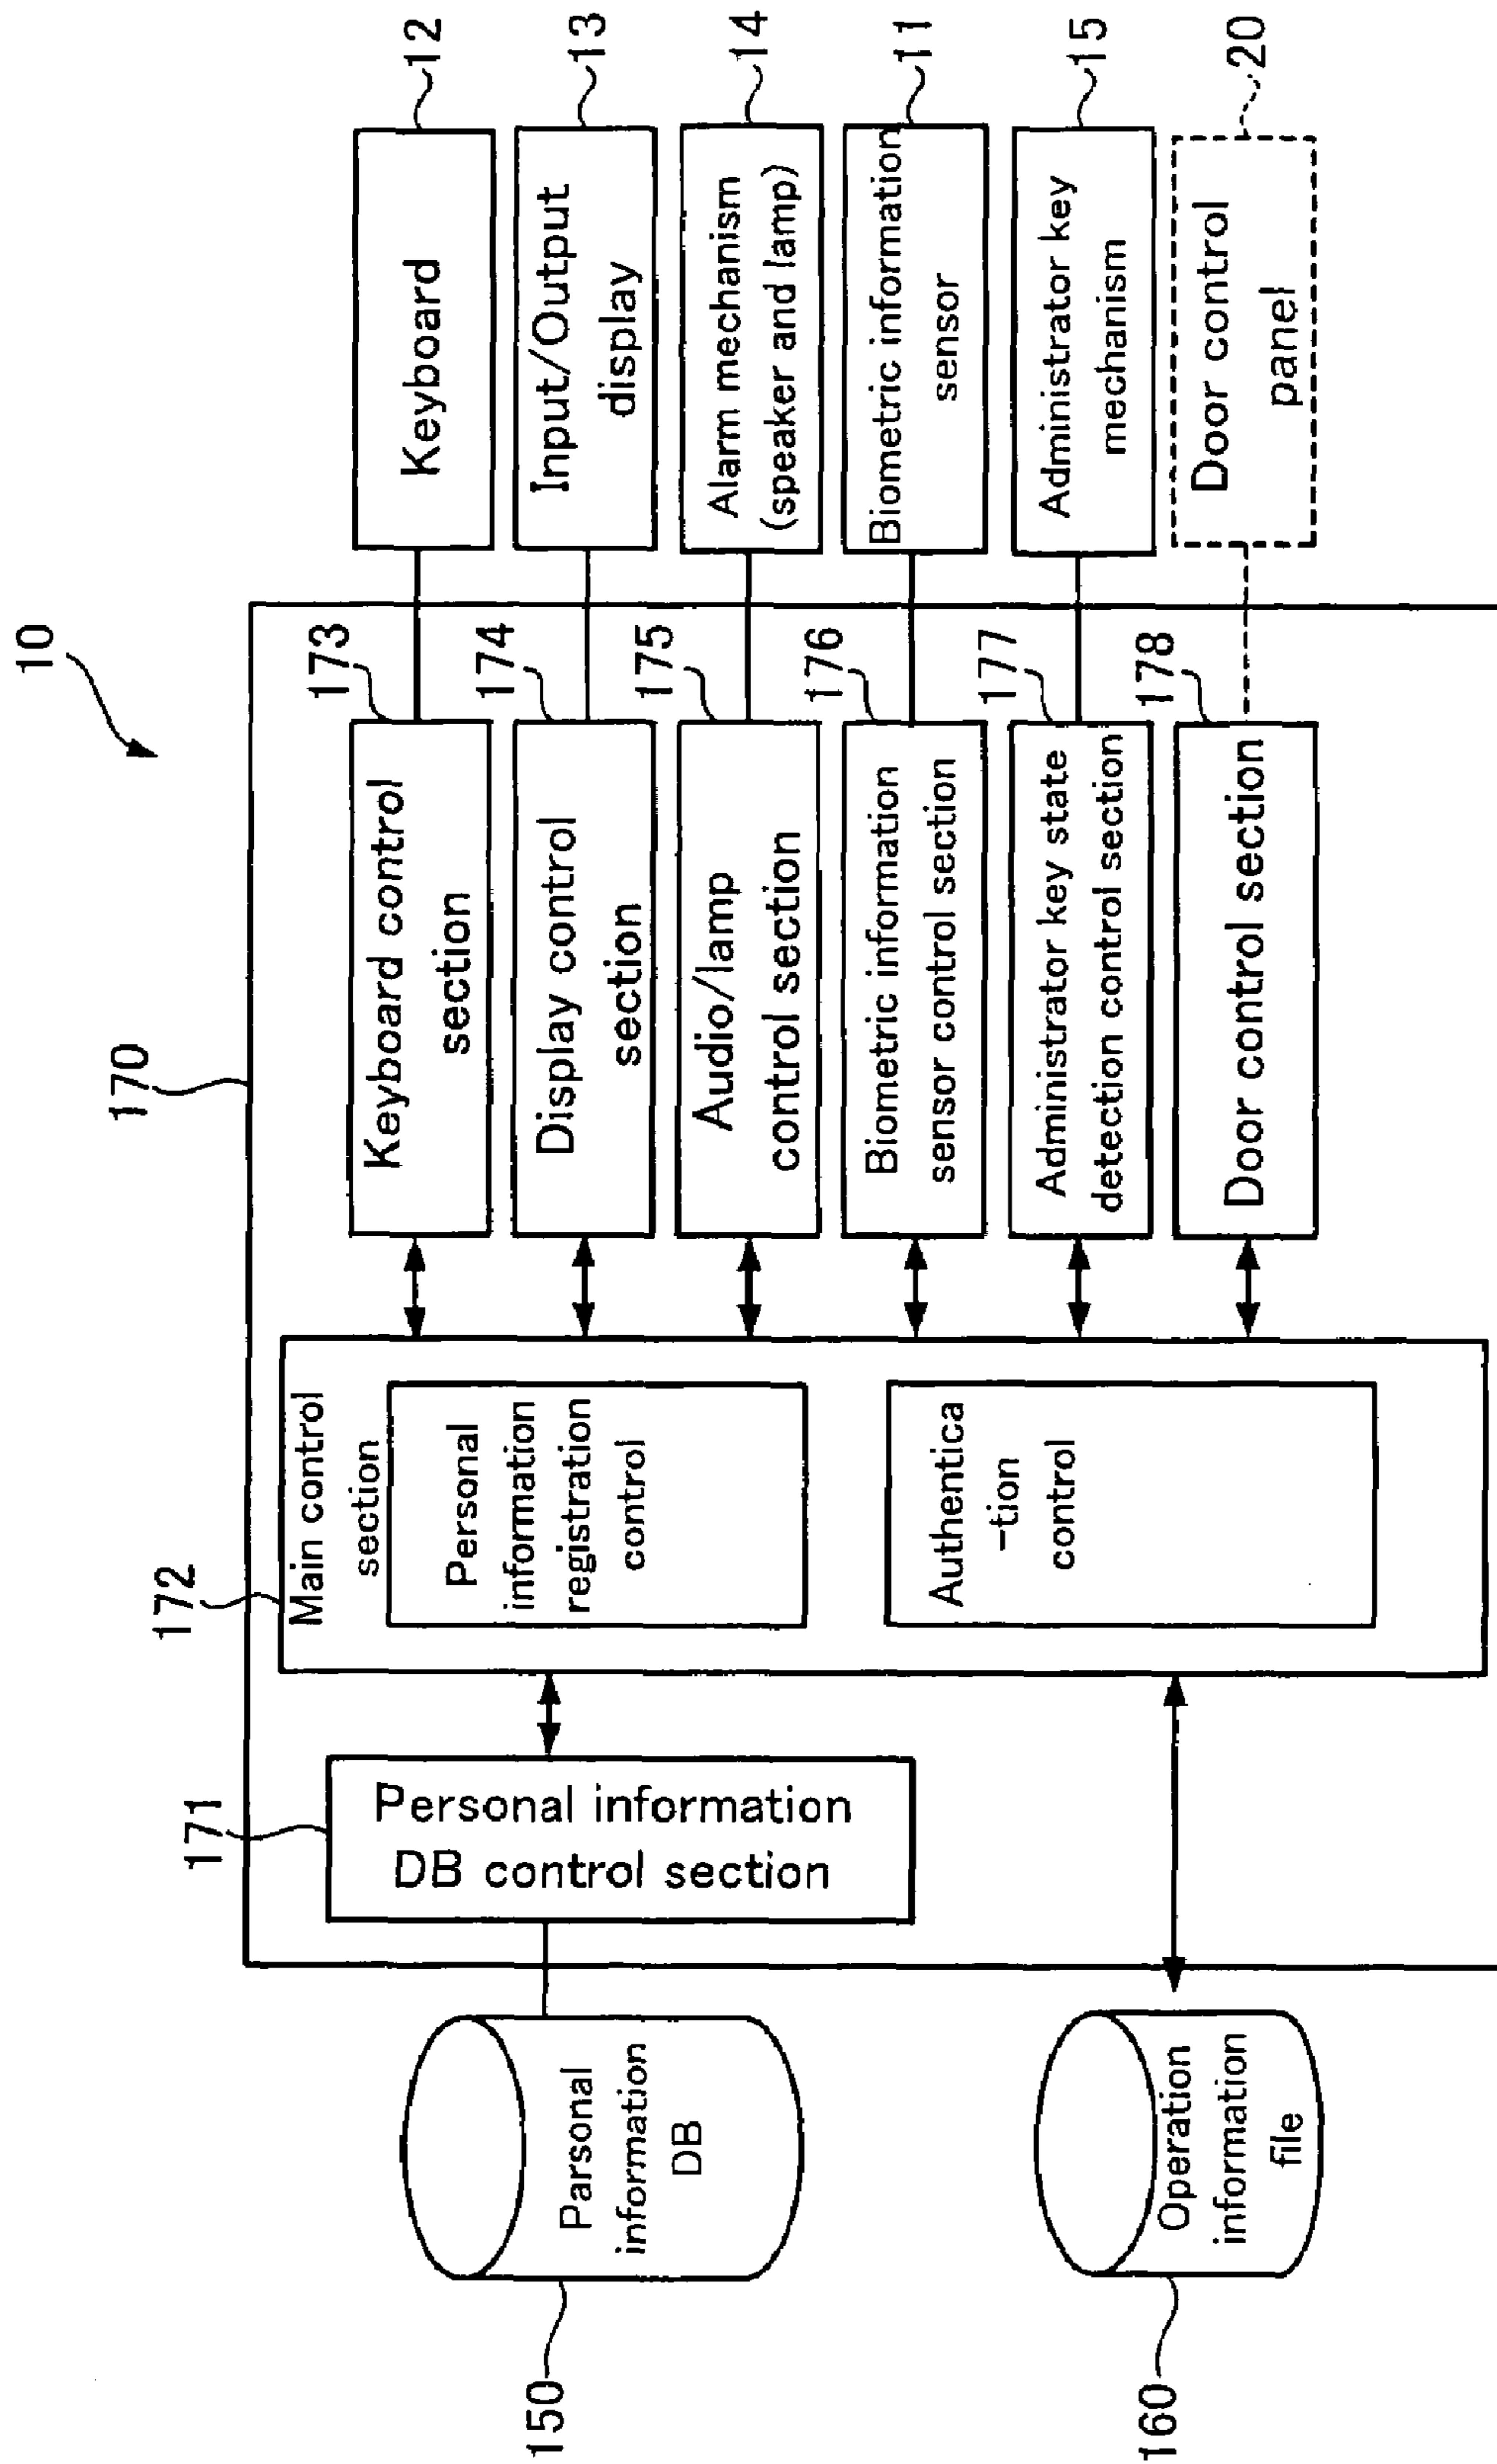 10
170
172
171
150
Parsonal
information
DB
160
Operation
information
file
Personal information
DB control section
Main control
section
Personal
information
registration
control
Authentica
-tion
control
173
Keyboard control
section
174
Display control
section
175
Audio/lamp
control section
176
Biometric information
sensor control section
177
Administrator key state
detection control section
178
Door control section
12
Keyboard
13
Input/Output
display
14
Alarm mechanism
(speaker and lamp)
11
Biometric information
sensor
15
Administrator key
mechanism
20
Door control
panel